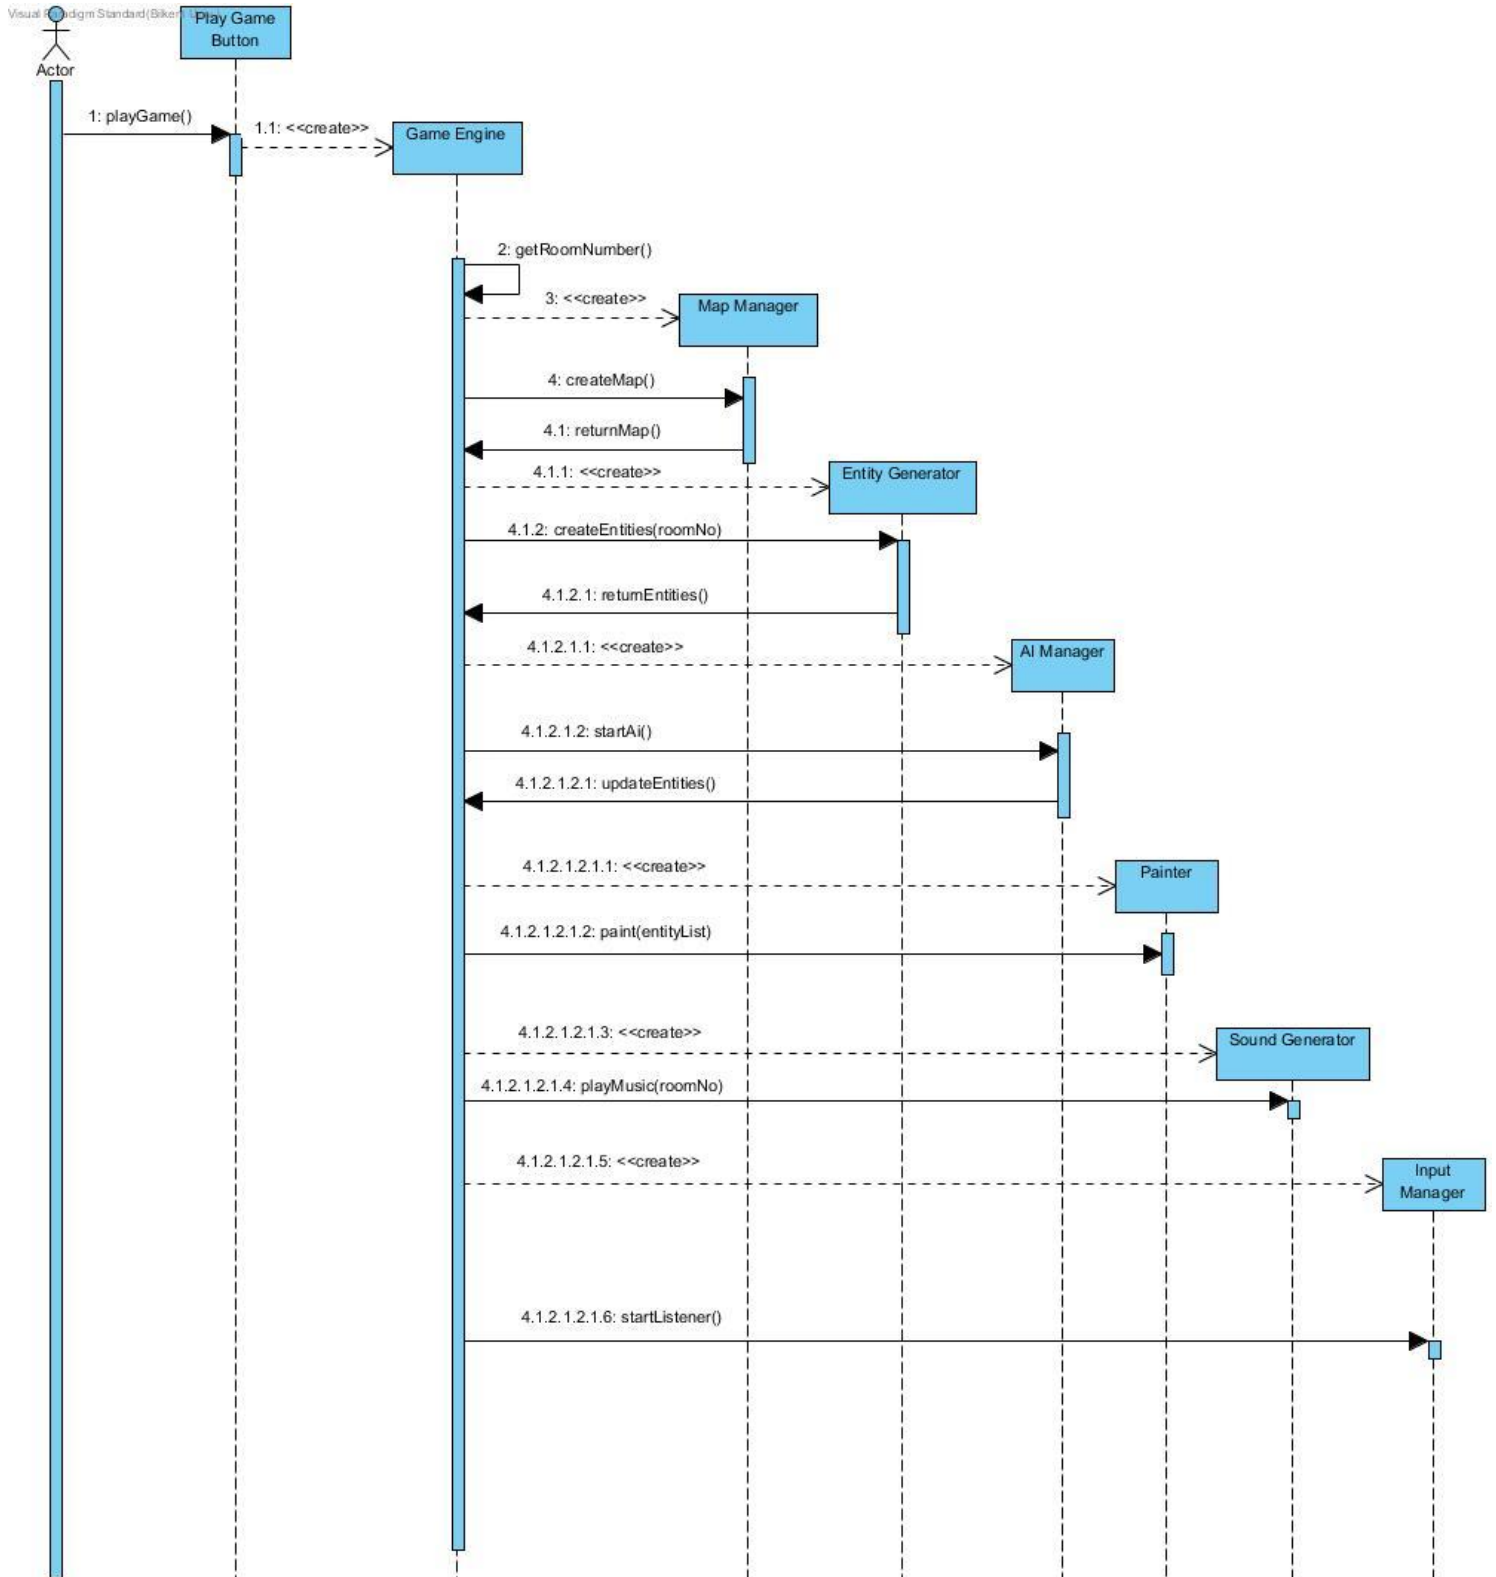 Visual Paradigm Standard(Bilkent Univ.)
Play Game
Button
Actor
1: playGame()
1.1: <<create>>
Game Engine
2: getRoomNumber()
3: <<create>>
Map Manager
4: createMap()
4.1: returnMap()
4.1.1: <<create>>
Entity Generator
4.1.2: createEntities(roomNo)
4.1.2.1: returnEntities()
4.1.2.1.1: <<create>>
AI Manager
4.1.2.1.2: startAi()
4.1.2.1.2.1: updateEntities()
4.1.2.1.2.1.1: <<create>>
Painter
4.1.2.1.2.1.2: paint(entityList)
4.1.2.1.2.1.3: <<create>>
Sound Generator
4.1.2.1.2.1.4: playMusic(roomNo)
4.1.2.1.2.1.5: <<create>>
Input
Manager
4.1.2.1.2.1.6: startListener()